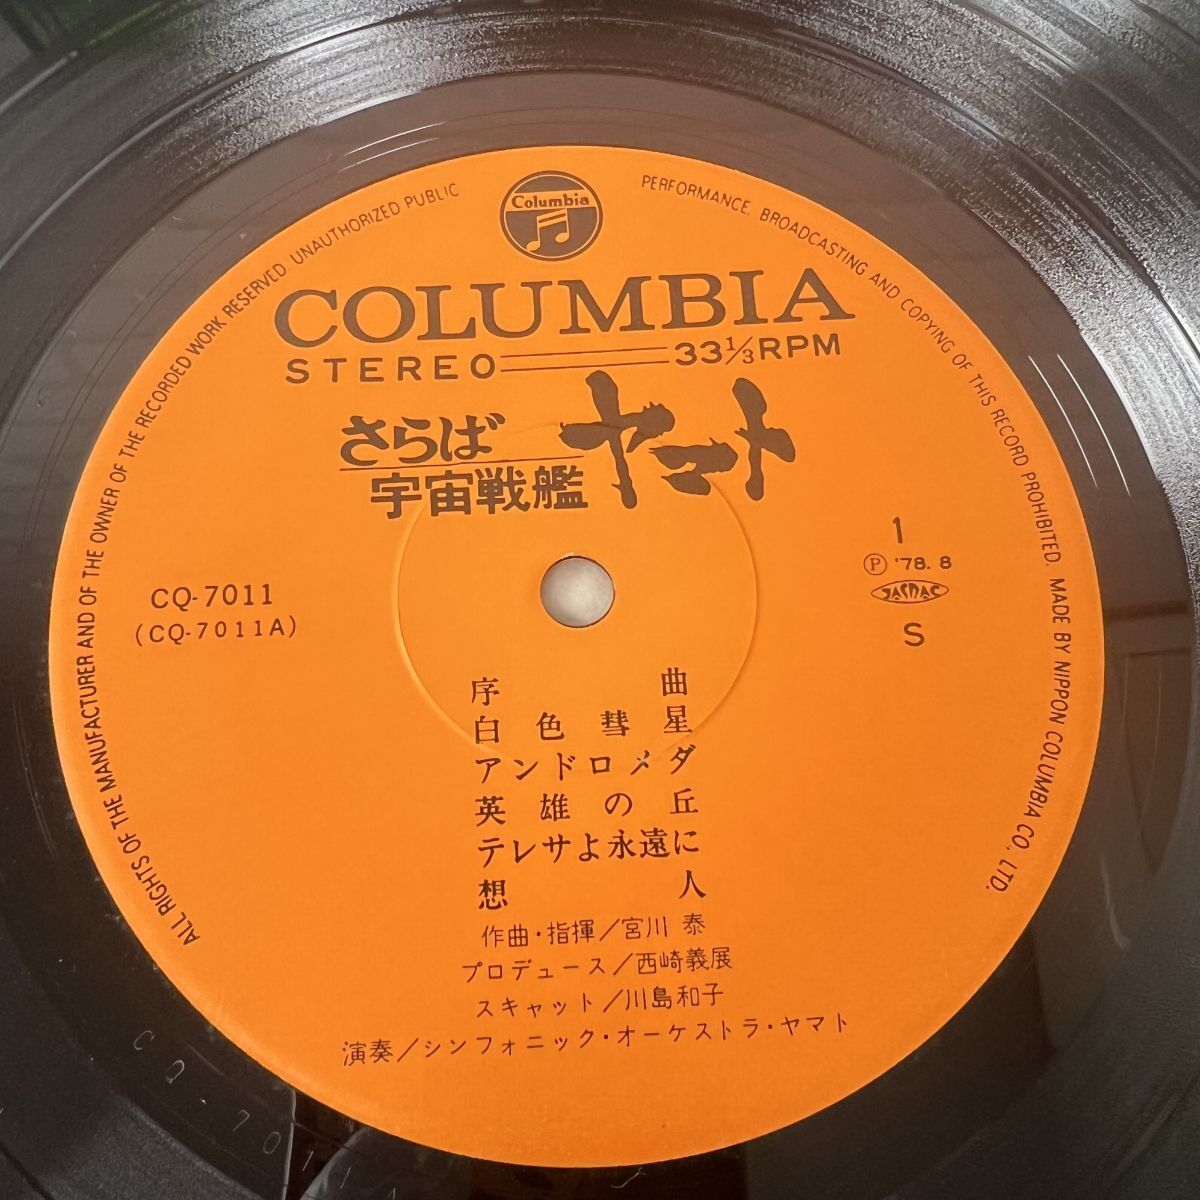 Columbia
ALL RIGHTS OF THE MANUFACTURER AND OF THE OWNER OF THE RECORDED WORK RESERVED. UNAUTHORIZED PUBLIC PERFORMANCE, BROADCASTING AND COPYING OF THIS RECORD PROHIBITED. MADE BY NIPPON COLUMBIA CO., LTD.
COLUMBIA
STEREO 33 1/3 RPM
さらば
宇宙戦艦 ヤマト
1
Ⓟ '78. 8
JASRAC
S
CQ-7011
(CQ-7011A)
序曲
白色彗星
アンドロメダ
英雄の丘
テレサよ永遠に
想人
作曲・指揮/宮川 泰
プロデュース/西崎義展
スキャット/川島和子
演奏/シンフォニック・オーケストラ・ヤマト
CQ-7011A